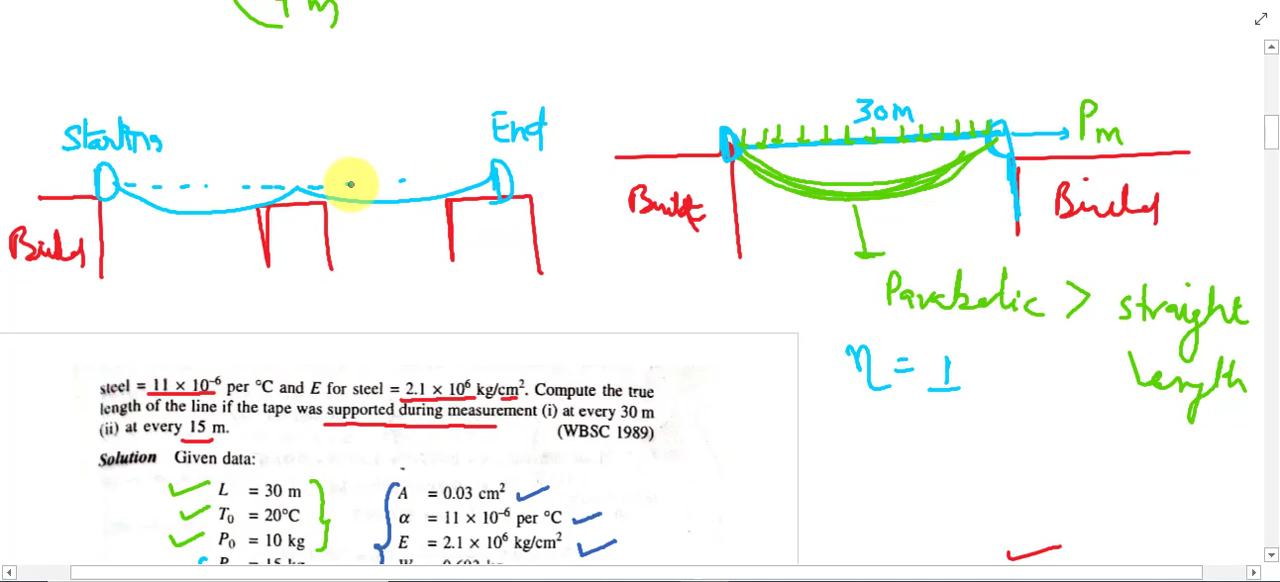 Starting
End
30m
Pm
Build
Build
Parabolic > straight
length
η = 1
steel = 11 × 10⁻⁶ per °C and E for steel = 2.1 × 10⁶ kg/cm². Compute the true
length of the line if the tape was supported during measurement (i) at every 30 m
(ii) at every 15 m. (WBSC 1989)
Solution Given data:
L = 30 m A = 0.03 cm²
T₀ = 20°C α = 11 × 10⁻⁶ per °C
P₀ = 10 kg E = 2.1 × 10⁶ kg/cm²